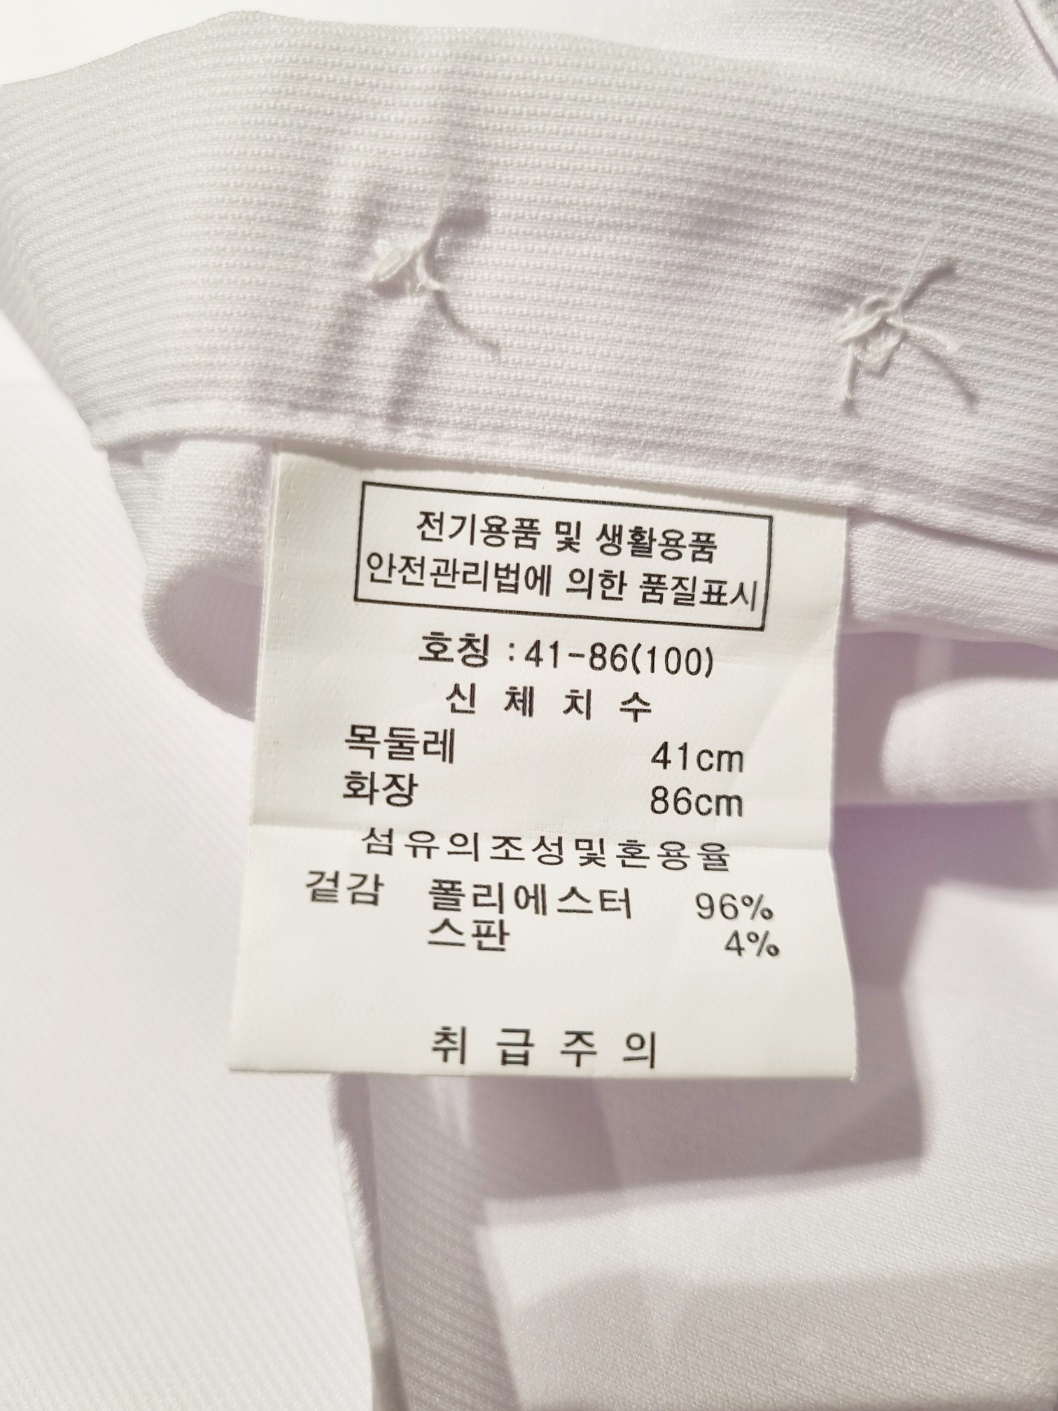 전기용품 및 생활용품
안전관리법에 의한 품질표시
호칭 : 41-86(100)
신 체 치 수
목둘레 41cm
화장 86cm
섬유의조성및혼용율
겉감 폴리에스터 96%
스판 4%
취 급 주 의